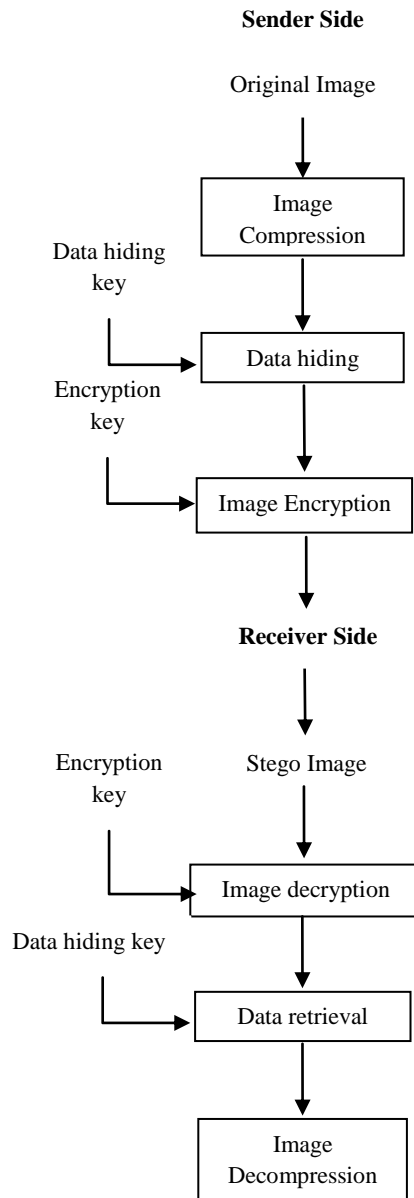 Sender Side
Original Image
Image
Compression
Data hiding
key
Data hiding
Encryption
key
Image Encryption
Receiver Side
Encryption
key
Stego Image
Image decryption
Data hiding key
Data retrieval
Image
Decompression